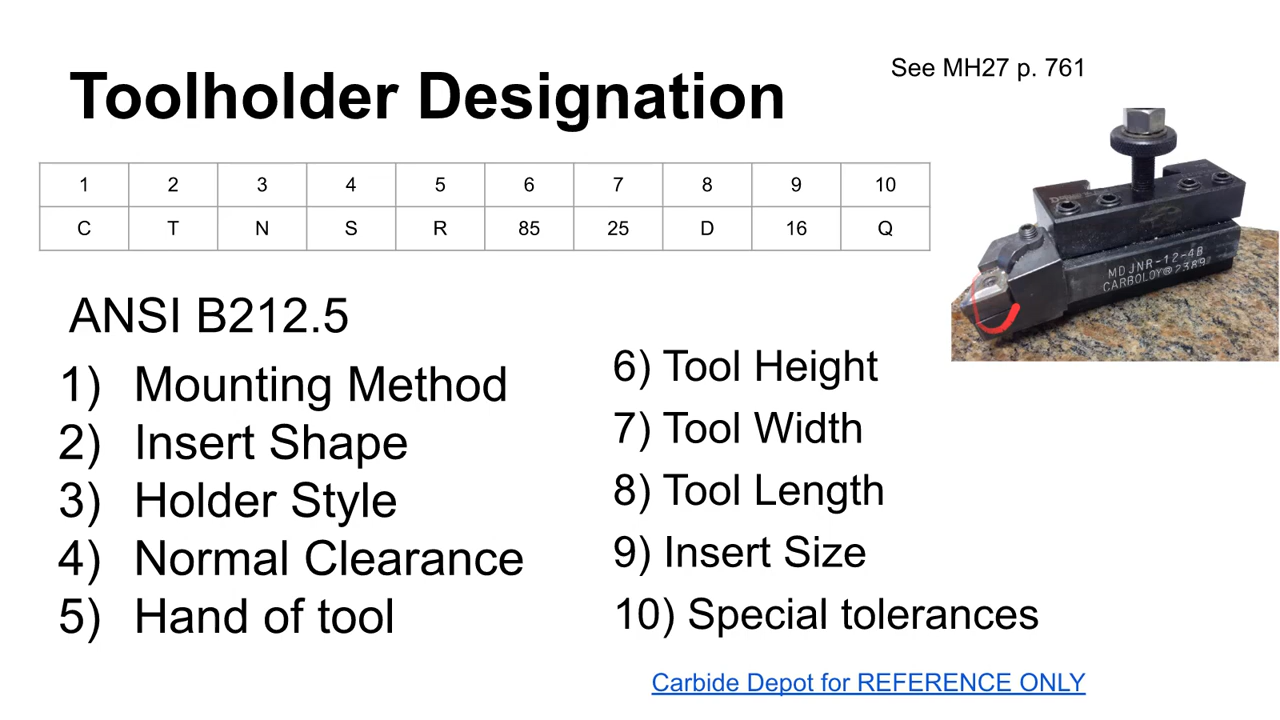 See MH27 p. 761
Toolholder Designation
1 2 3 4 5 6 7 8 9 10
C T N S R 85 25 D 16 Q
MDJNR-12-4B
CARBOLOY® 2389
ANSI B212.5
1) Mounting Method
2) Insert Shape
3) Holder Style
4) Normal Clearance
5) Hand of tool
6) Tool Height
7) Tool Width
8) Tool Length
9) Insert Size
10) Special tolerances
Carbide Depot for REFERENCE ONLY